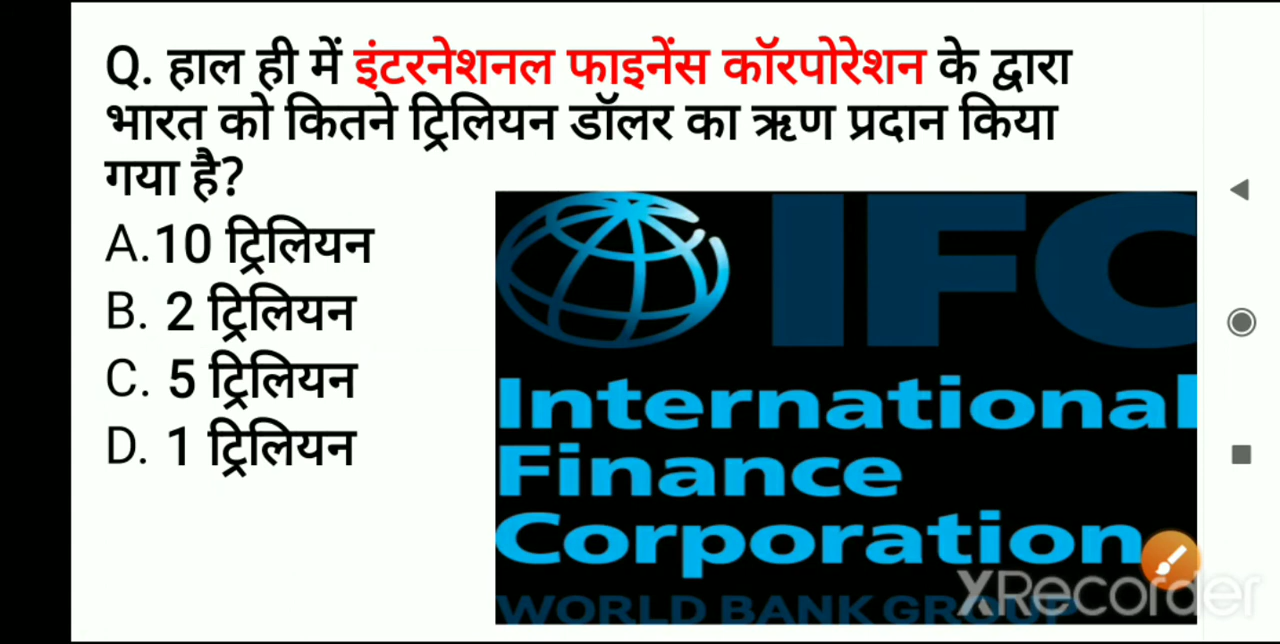 Q. हाल ही में इंटरनेशनल फाइनेंस कॉरपोरेशन के द्वारा
भारत को कितने ट्रिलियन डॉलर का ऋण प्रदान किया
गया है?
A.10 ट्रिलियन
B. 2 ट्रिलियन
C. 5 ट्रिलियन
D. 1 ट्रिलियन
IFC
International
Finance
Corporation
WORLD BANK GROUP
XRecorder